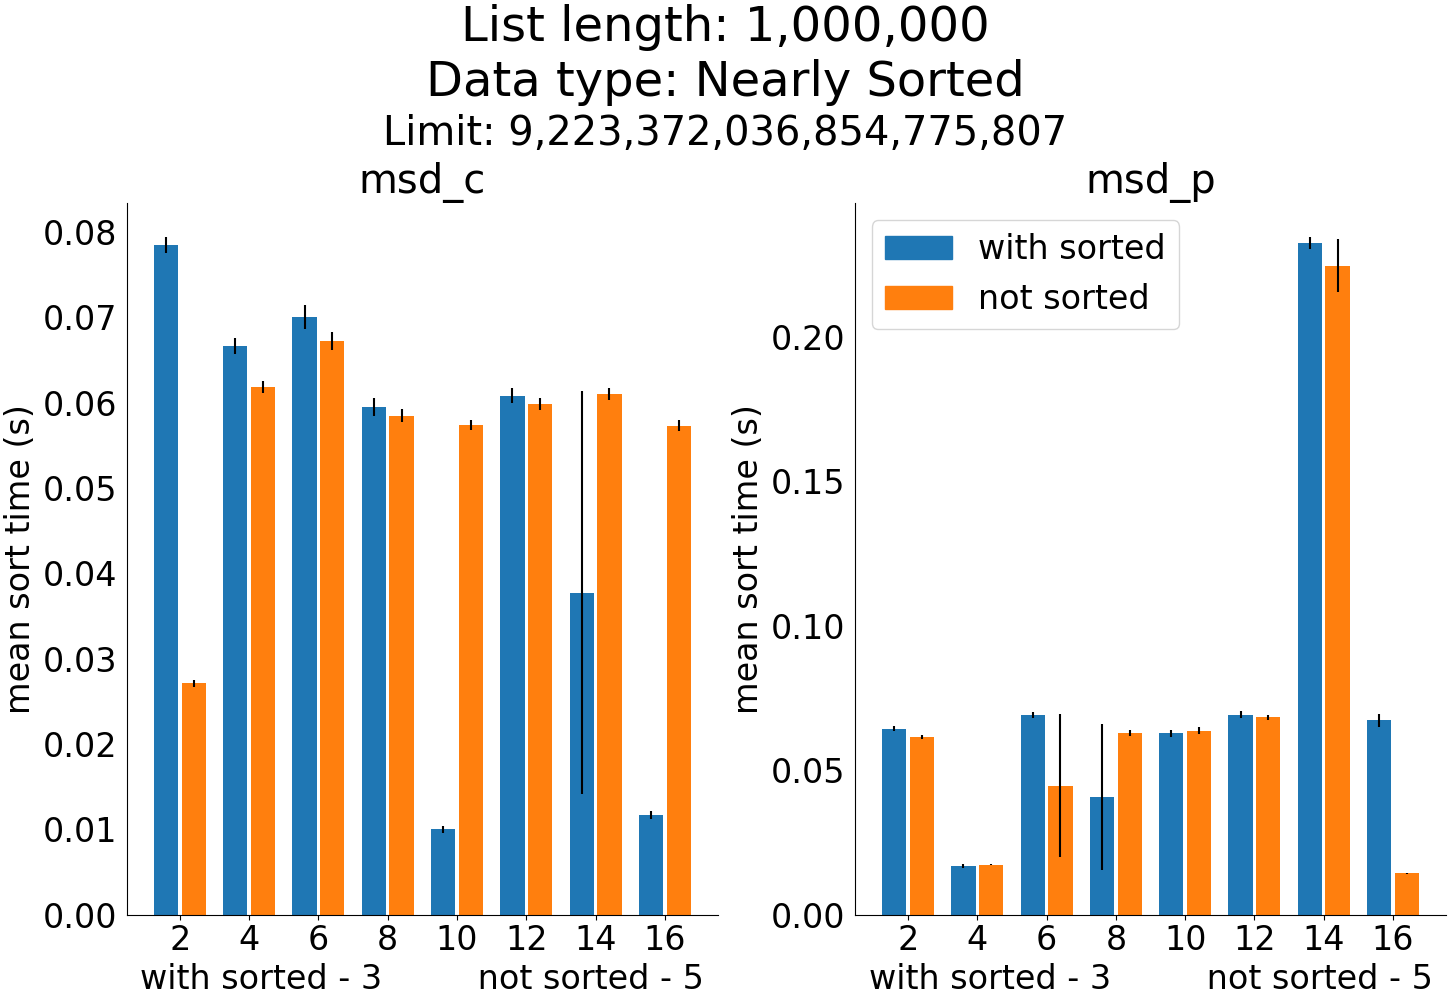 List length: 1,000,000
Data type: Nearly Sorted
Limit: 9,223,372,036,854,775,807
msd_c
mean sort time (s)
0.08
0.07
0.06
0.05
0.04
0.03
0.02
0.01
0.00
2 4 6 8 10 12 14 16
with sorted - 3 not sorted - 5
msd_p
with sorted
not sorted
mean sort time (s)
0.20
0.15
0.10
0.05
0.00
2 4 6 8 10 12 14 16
with sorted - 3 not sorted - 5